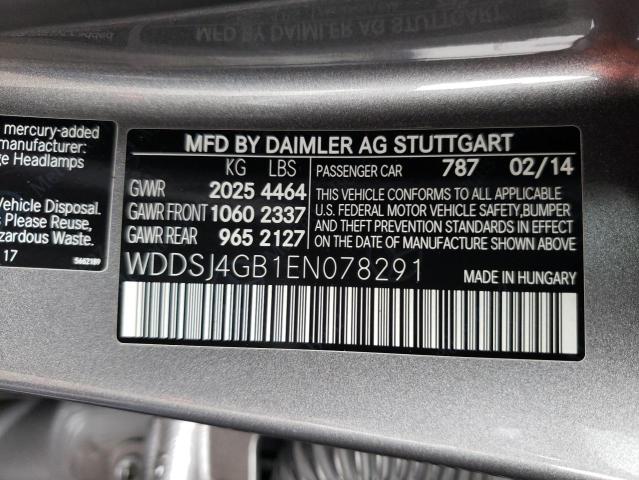 MFD BY DAIMLER AG STUTTGART
KG LBS PASSENGER CAR 787 02/14
GVWR 2025 4464
GAWR FRONT 1060 2337
GAWR REAR 965 2127
THIS VEHICLE CONFORMS TO ALL APPLICABLE
U.S. FEDERAL MOTOR VEHICLE SAFETY, BUMPER
AND THEFT PREVENTION STANDARDS IN EFFECT
ON THE DATE OF MANUFACTURE SHOWN ABOVE.
WDDSJ4GB1EN078291 MADE IN HUNGARY
mercury-added
manufacturer:
ge Headlamps
Vehicle Disposal.
Please Reuse,
azardous Waste.
17
5662189